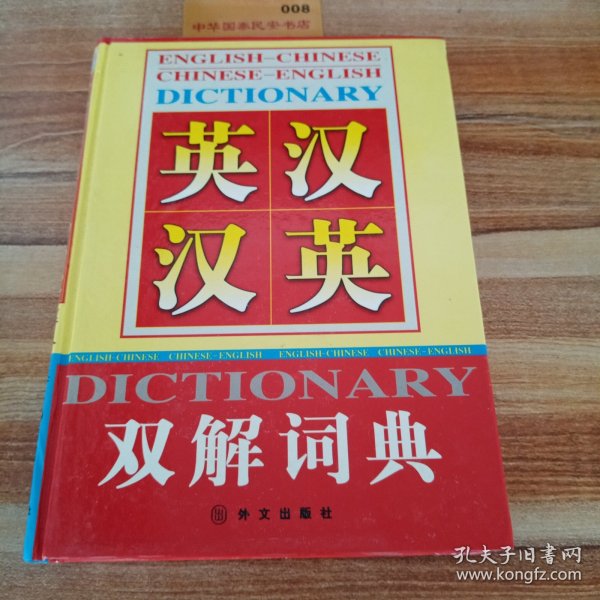 008
中华国泰民安书店
ENGLISH-CHINESE
CHINESE-ENGLISH
DICTIONARY
英汉
汉英
ENGLISH-CHINESE CHINESE-ENGLISH ENGLISH-CHINESE CHINESE-ENGLISH
DICTIONARY
双解词典
外文出版社
孔夫子旧书网
www.kongfz.com